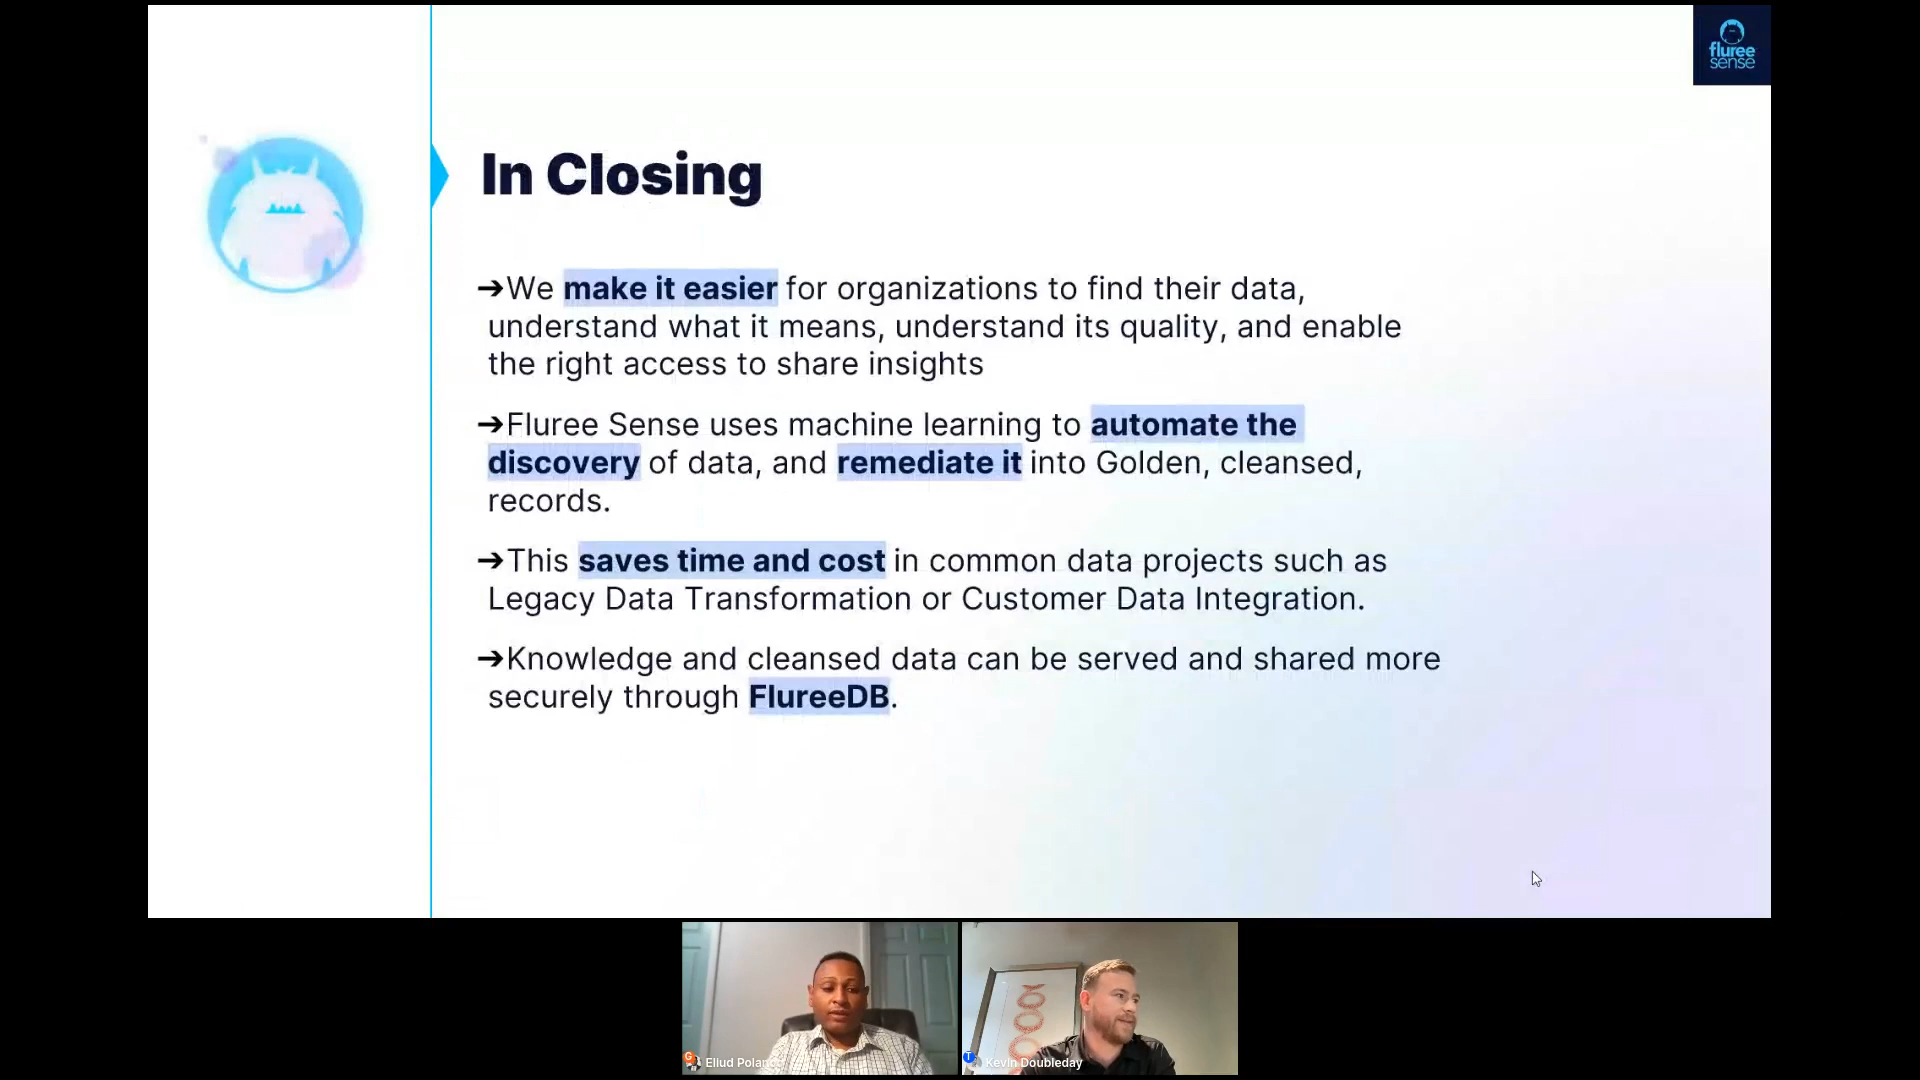 fluree
sense
In Closing
➔We make it easier for organizations to find their data,
understand what it means, understand its quality, and enable
the right access to share insights
➔Fluree Sense uses machine learning to automate the
discovery of data, and remediate it into Golden, cleansed,
records.
➔This saves time and cost in common data projects such as
Legacy Data Transformation or Customer Data Integration.
➔Knowledge and cleansed data can be served and shared more
securely through FlureeDB.
Eliud Polanco
Kevin Doubleday